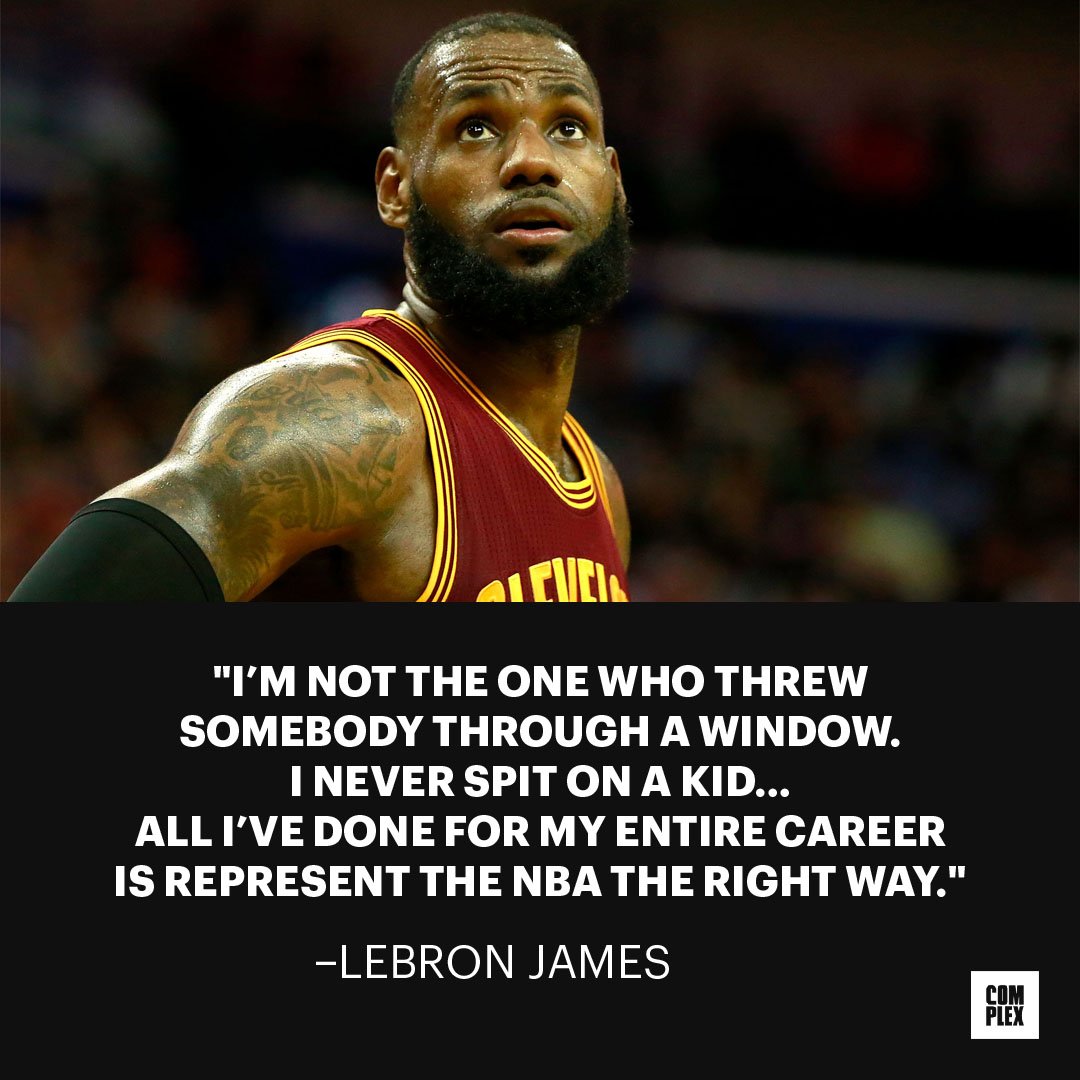 CLEVEL
"I’M NOT THE ONE WHO THREW
SOMEBODY THROUGH A WINDOW.
I NEVER SPIT ON A KID...
ALL I’VE DONE FOR MY ENTIRE CAREER
IS REPRESENT THE NBA THE RIGHT WAY."
–LEBRON JAMES
COM
PLEX